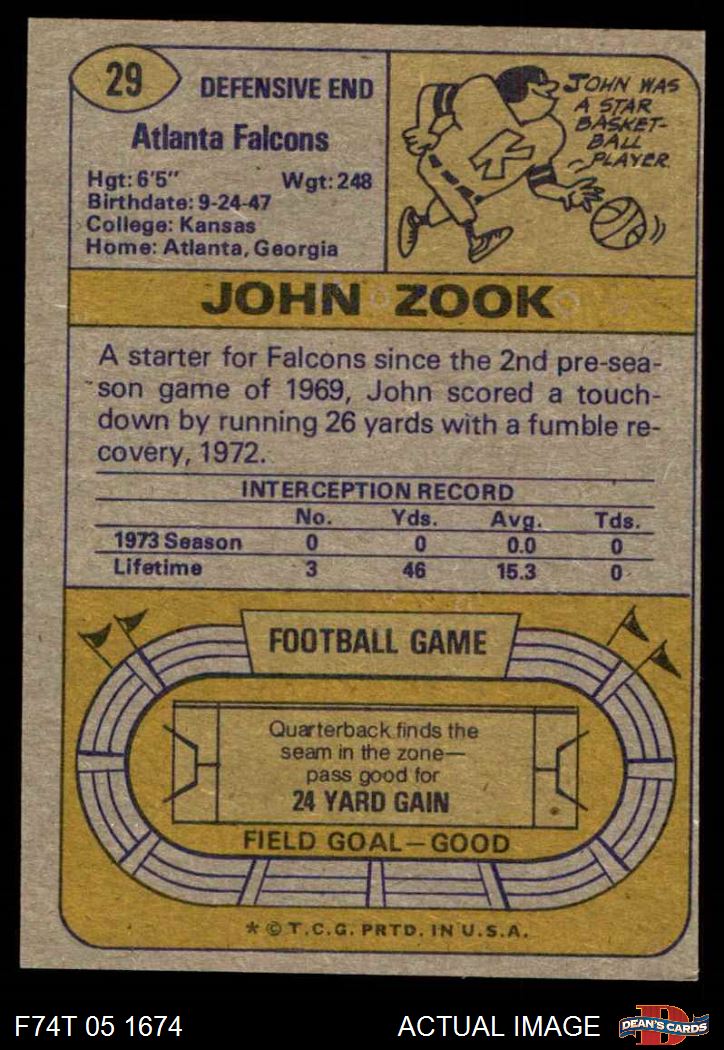 29
DEFENSIVE END
Atlanta Falcons
Hgt: 6'5" Wgt: 248
Birthdate: 9-24-47
College: Kansas
Home: Atlanta, Georgia
JOHN WAS
A STAR
BASKET-
BALL
PLAYER.
K
JOHN ZOOK
A starter for Falcons since the 2nd pre-sea-
son game of 1969, John scored a touch-
down by running 26 yards with a fumble re-
covery, 1972.
INTERCEPTION RECORD
No. Yds. Avg. Tds.
1973 Season 0 0 0.0 0
Lifetime 3 46 15.3 0
FOOTBALL GAME
Quarterback finds the
seam in the zone—
pass good for
24 YARD GAIN
FIELD GOAL—GOOD
* © T.C.G. PRTD. IN U.S.A.
F74T 05 1674 ACTUAL IMAGE
D
DEAN'S CARDS